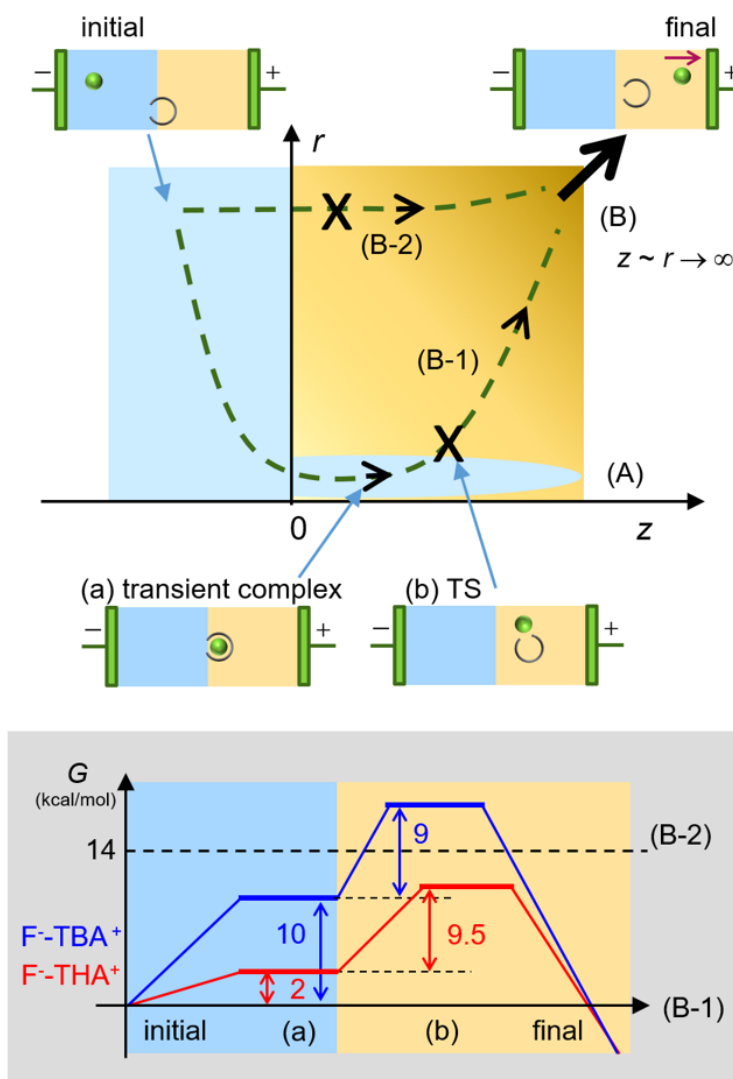 initial
final
−
+
−
+
r
X
(B-2)
(B)
z ~ r → ∞
(B-1)
X
(A)
0
z
(a) transient complex
(b) TS
−
+
−
+
G
(kcal/mol)
14
(B-2)
9
F⁻-TBA⁺
10
9.5
F⁻-THA⁺
2
(B-1)
initial
(a)
(b)
final